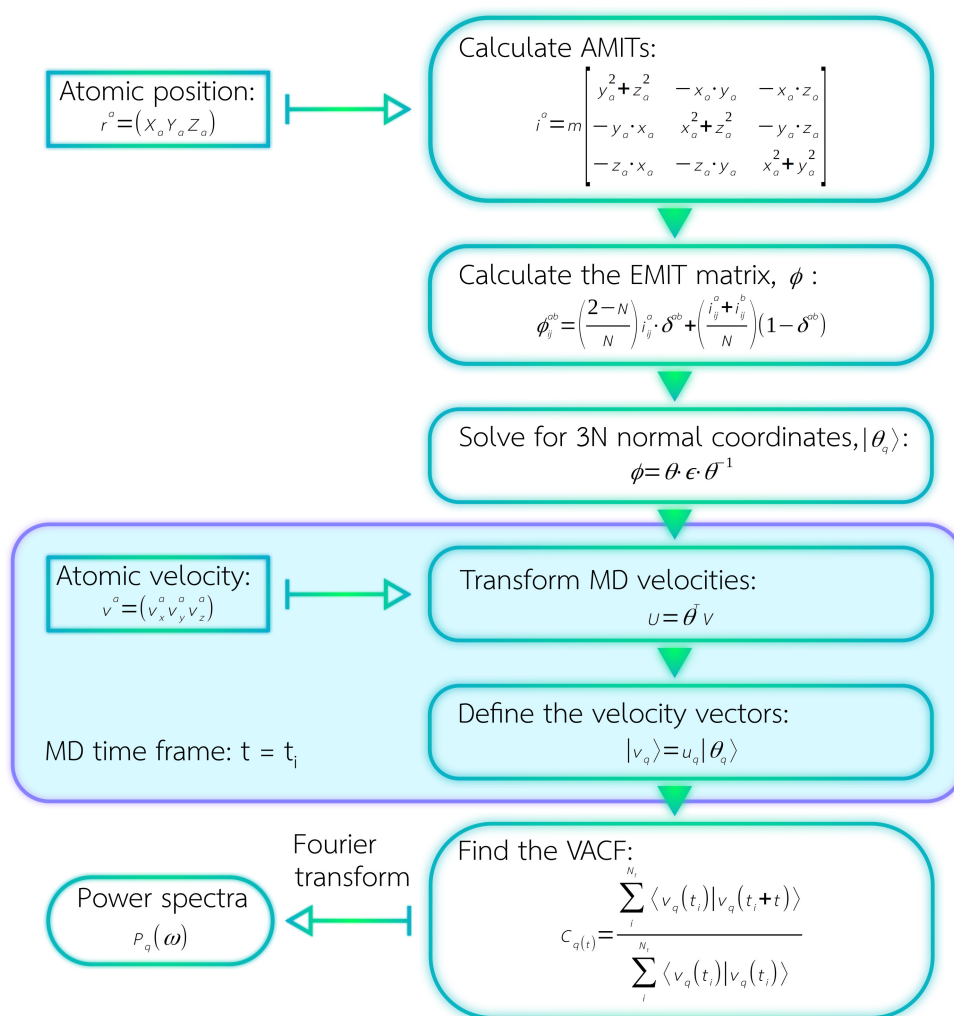 Atomic position:
r^a=(X_a Y_a Z_a)
Calculate AMITs:
i^a=m[y_a^2+z_a^2 −x_a·y_a −x_a·z_a
−y_a·x_a x_a^2+z_a^2 −y_a·z_a
−z_a·x_a −z_a·y_a x_a^2+y_a^2]
Calculate the EMIT matrix, ϕ :
ϕ_ij^ab=((2−N)/N) i_ij^a·δ^ab+((i_ij^a+i_ij^b)/N)(1−δ^ab)
Solve for 3N normal coordinates,|θ_q⟩:
ϕ=θ·ϵ·θ^−1
Atomic velocity:
v^a=(v_x^a v_y^a v_z^a)
Transform MD velocities:
U=θ^T V
Define the velocity vectors:
|v_q⟩=u_q|θ_q⟩
MD time frame: t = t_i
Find the VACF:
C_q(t)=∑_i^{N_t}⟨v_q(t_i)|v_q(t_i+t)⟩/∑_i^{N_t}⟨v_q(t_i)|v_q(t_i)⟩
Fourier
transform
Power spectra
P_q(ω)